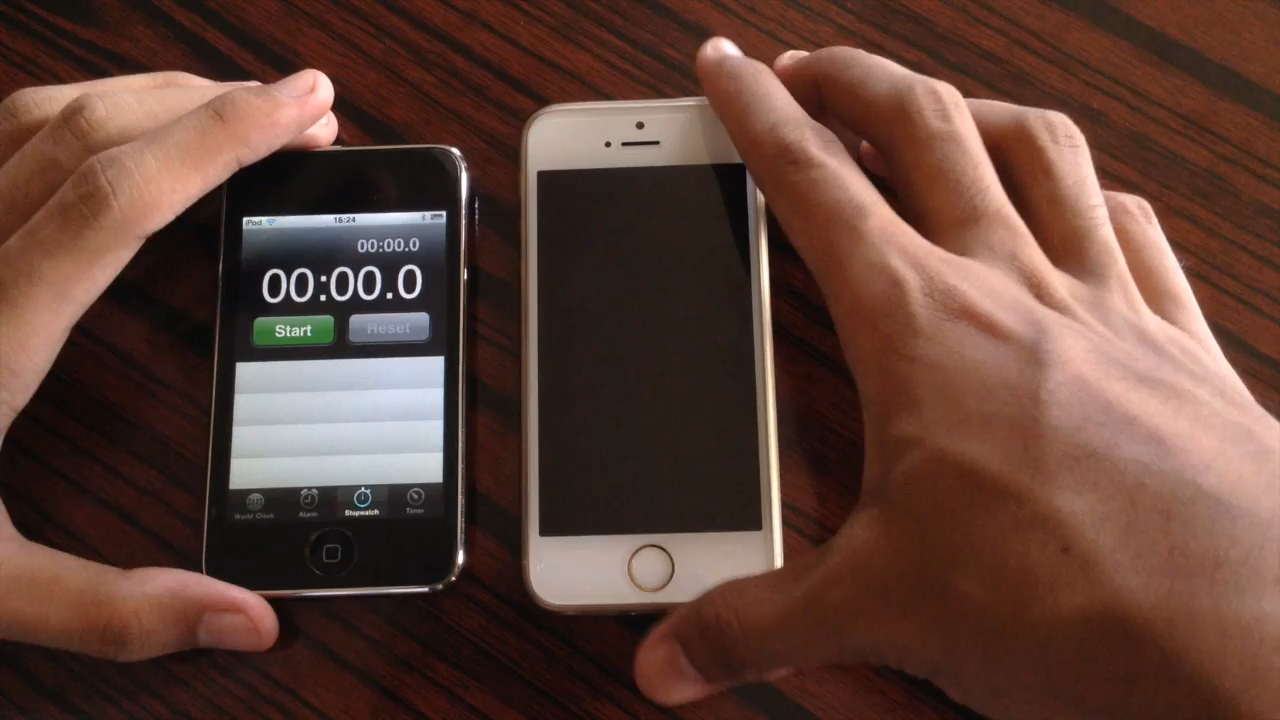 iPod 16:24
00:00.0
00:00.0
Start Reset
World Clock Alarm Stopwatch Timer